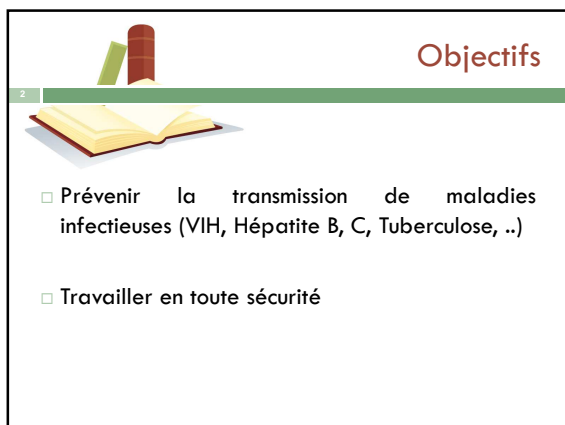 Objectifs
2
□ Prévenir la transmission de maladies
infectieuses (VIH, Hépatite B, C, Tuberculose, ..)
□ Travailler en toute sécurité